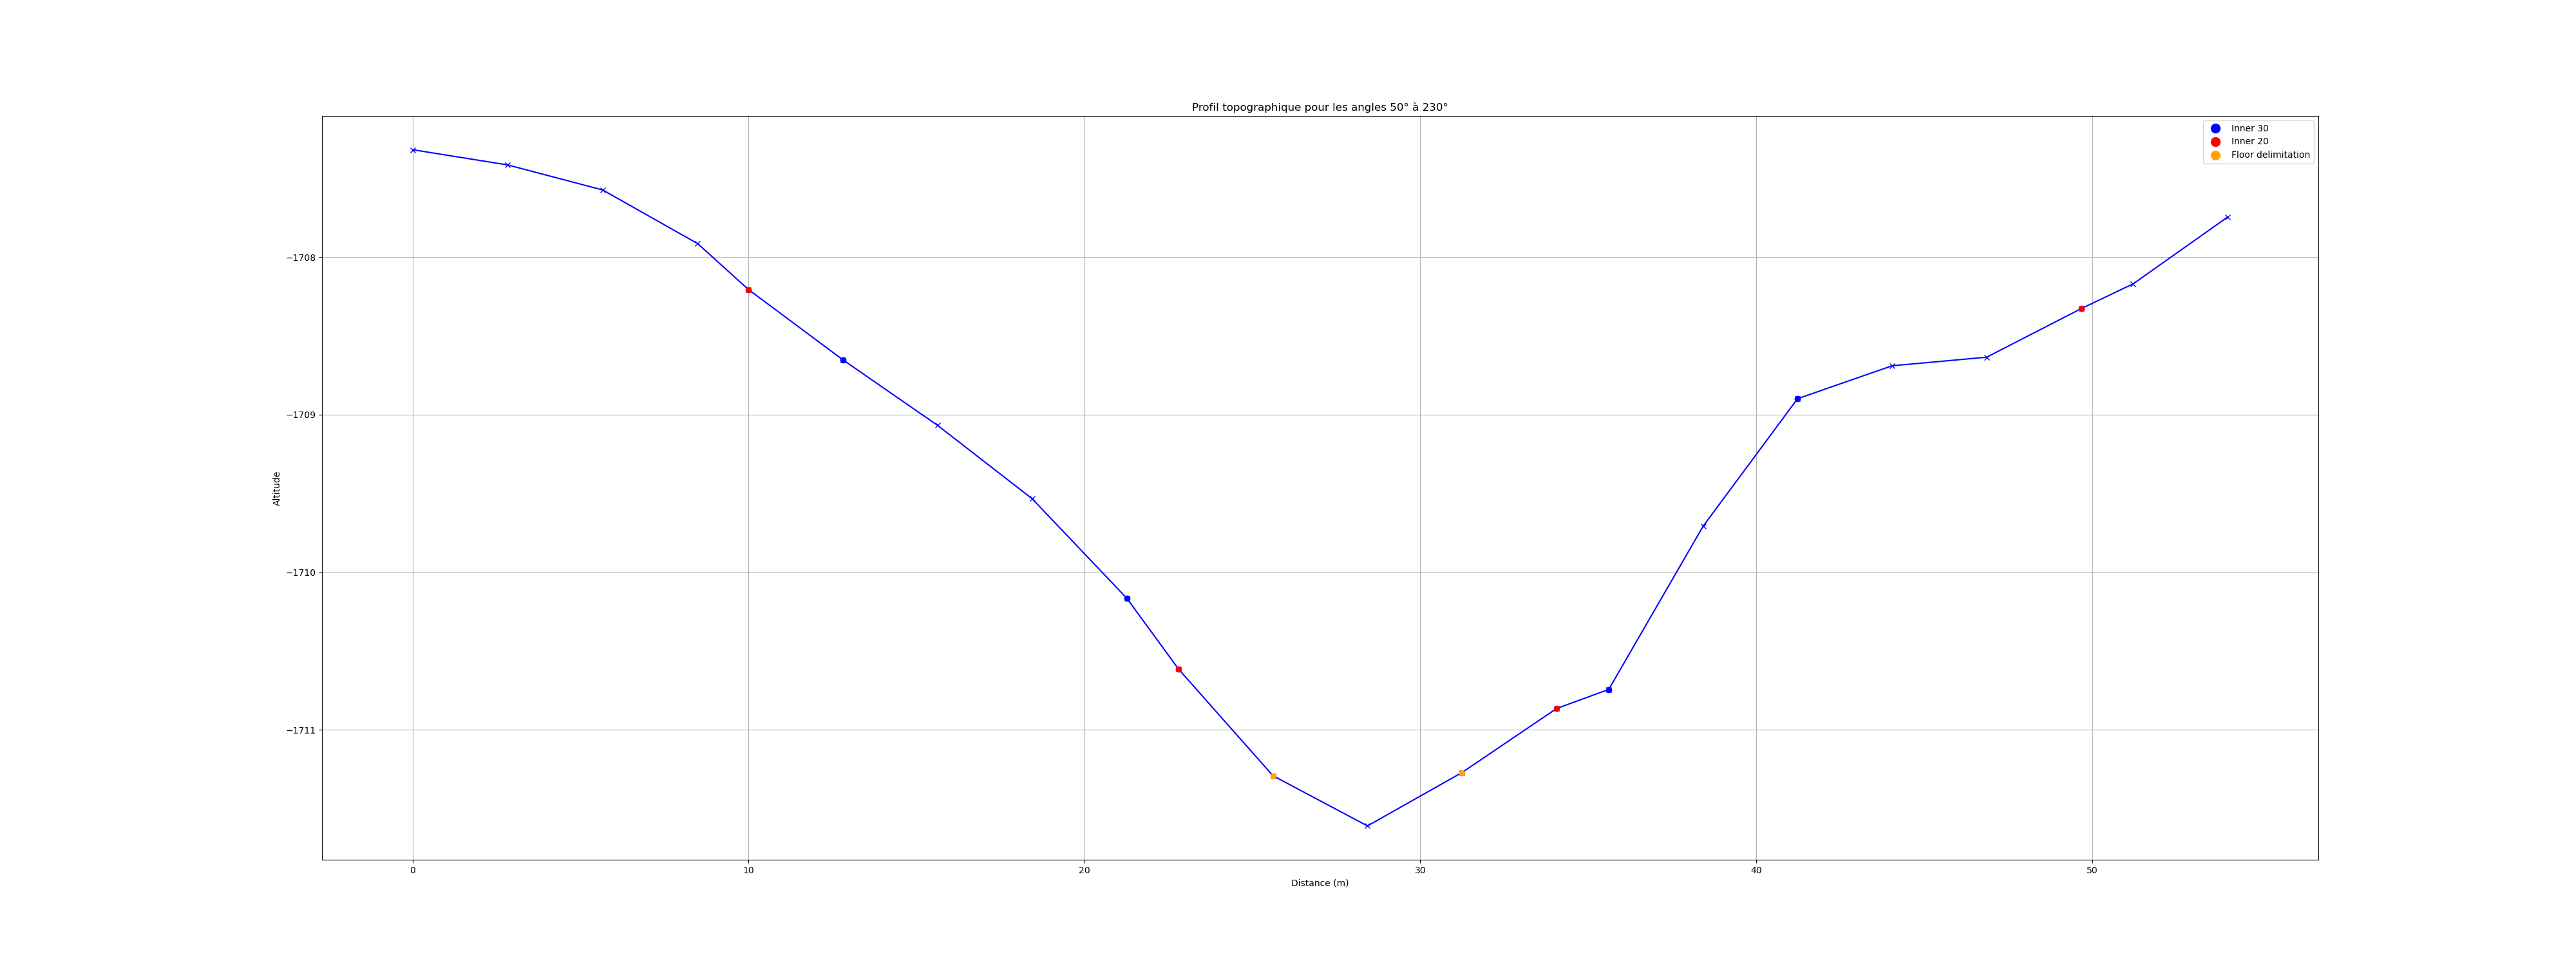 Profil topographique pour les angles 50° à 230°
Inner 30
Inner 20
Floor delimitation
−1708
−1709
−1710
−1711
Altitude
0 10 20 30 40 50
Distance (m)